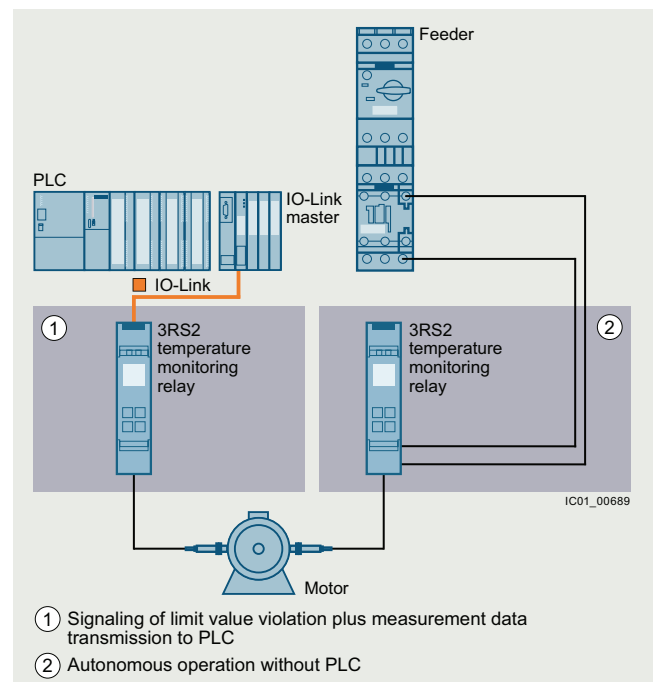 Feeder
PLC
IO-Link
master
IO-Link
1
3RS2
temperature
monitoring
relay
3RS2
temperature
monitoring
relay
2
IC01_00689
Motor
1 Signaling of limit value violation plus measurement data
transmission to PLC
2 Autonomous operation without PLC